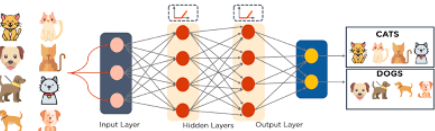 CATS
DOGS
Input Layer
Hidden Layers
Output Layer